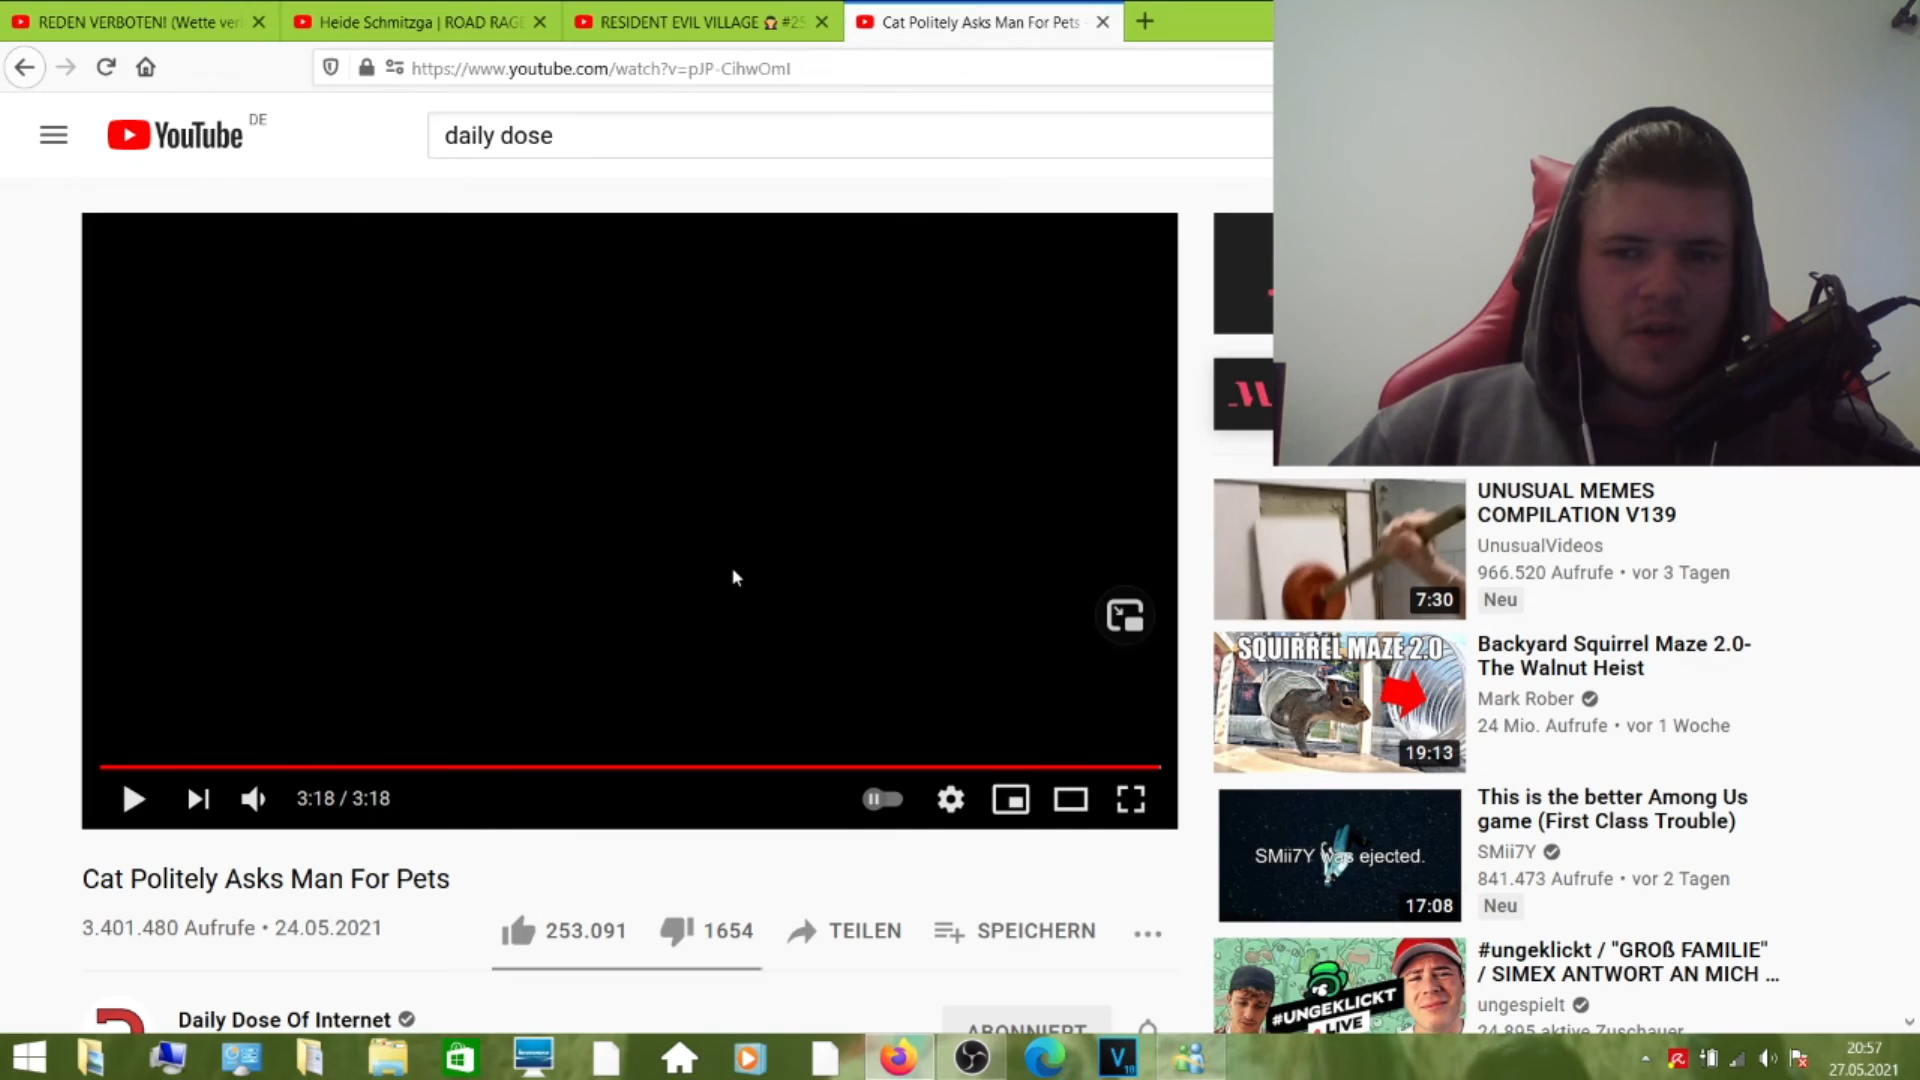 REDEN VERBOTEN! (Wette ver
Heide Schmitzga | ROAD RAGE
RESIDENT EVIL VILLAGE #25
Cat Politely Asks Man For Pets -
https://www.youtube.com/watch?v=pJP-CihwOmI
YouTube DE
daily dose
3:18 / 3:18
Cat Politely Asks Man For Pets
3.401.480 Aufrufe • 24.05.2021
253.091
1654
TEILEN
SPEICHERN
Daily Dose Of Internet
ABONNIERT
7:30
UNUSUAL MEMES
COMPILATION V139
UnusualVideos
966.520 Aufrufe • vor 3 Tagen
Neu
SQUIRREL MAZE 2.0
19:13
Backyard Squirrel Maze 2.0-
The Walnut Heist
Mark Rober
24 Mio. Aufrufe • vor 1 Woche
SMii7Y was ejected.
17:08
This is the better Among Us
game (First Class Trouble)
SMii7Y
841.473 Aufrufe • vor 2 Tagen
Neu
#UNGEKLICKT
LIVE
#ungeklickt / "GROß FAMILIE"
/ SIMEX ANTWORT AN MICH ...
ungespielt
24.895 aktive Zuschauer
lenovo
V
18
20:57
27.05.2021